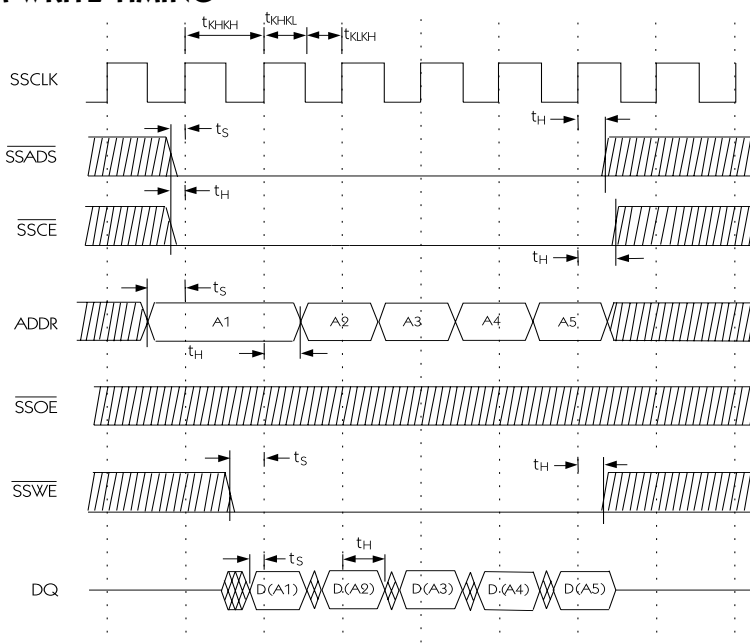 WRITE TIMING
tKHKH tKHKL tKLKH
SSCLK
tH
tS
SSADS
tH
SSCE
tH
tS
ADDR A1 A2 A3 A4 A5
tH
SSOE
tS tH
SSWE
tS tH
DQ D(A1) D(A2) D(A3) D(A4) D(A5)